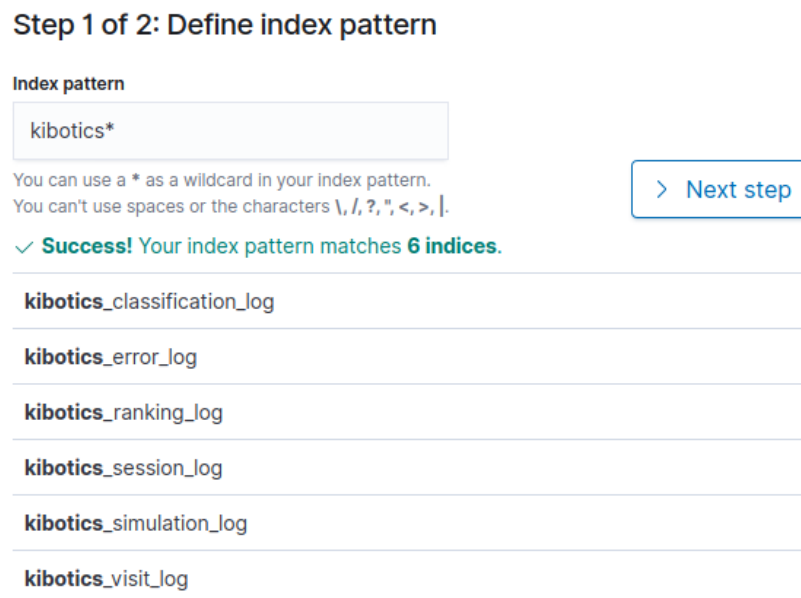 Step 1 of 2: Define index pattern
Index pattern
kibotics*
You can use a * as a wildcard in your index pattern.
You can't use spaces or the characters \, /, ?, ", <, >, |.
Next step
Success! Your index pattern matches 6 indices.
kibotics_classification_log
kibotics_error_log
kibotics_ranking_log
kibotics_session_log
kibotics_simulation_log
kibotics_visit_log